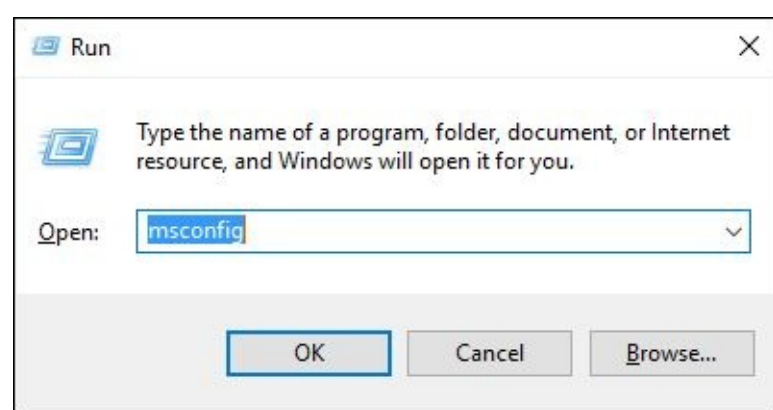 Run
Type the name of a program, folder, document, or Internet
resource, and Windows will open it for you.
Open: msconfig
OK Cancel Browse...